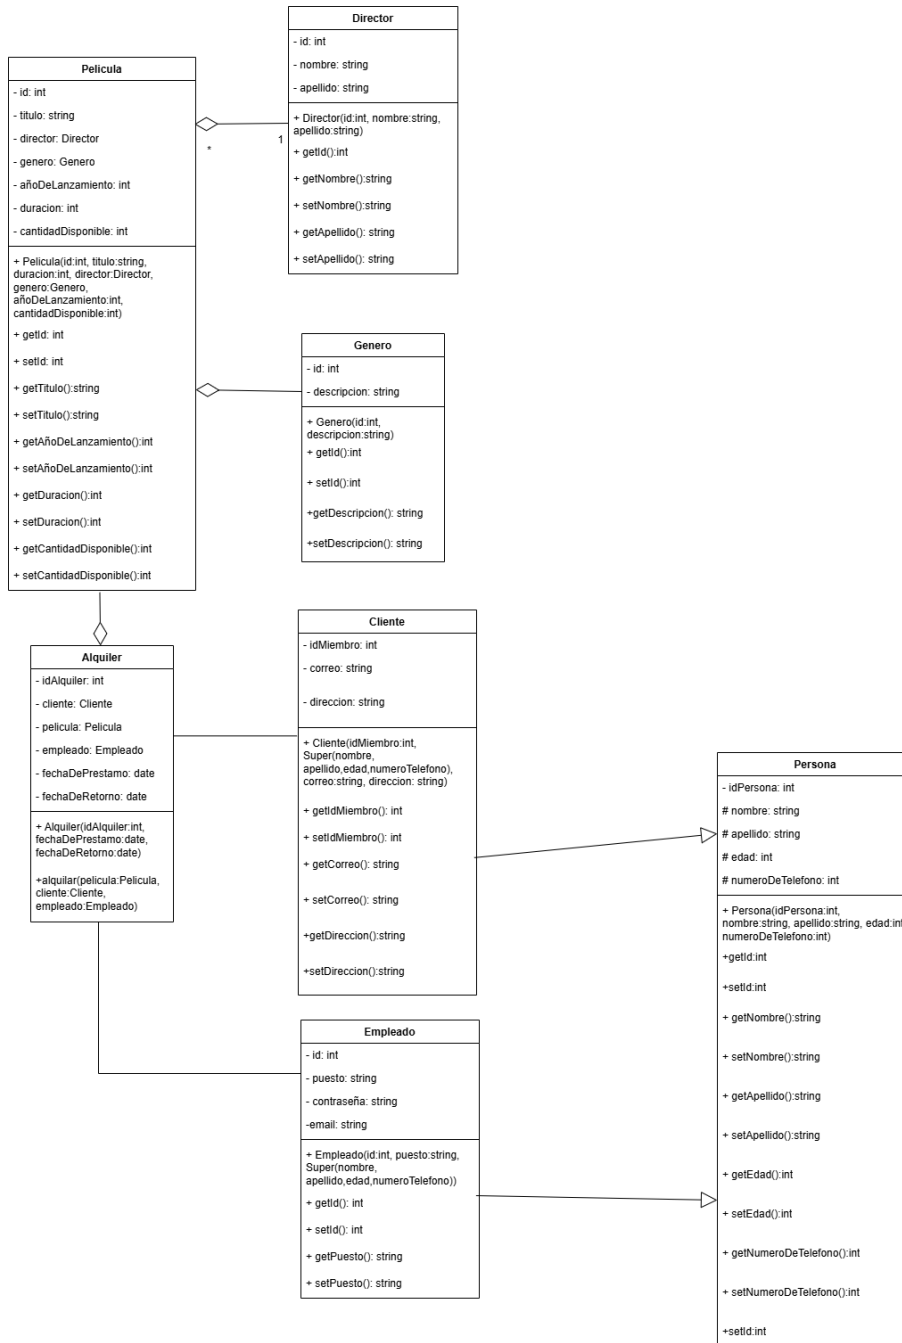 Director
- id: int
- nombre: string
- apellido: string
+ Director(id:int, nombre:string,
apellido:string)
+ getId():int
+ getNombre():string
+ setNombre():string
+ getApellido(): string
+ setApellido(): string
Pelicula
- id: int
- titulo: string
- director: Director
- genero: Genero
- añoDeLanzamiento: int
- duracion: int
- cantidadDisponible: int
+ Pelicula(id:int, titulo:string,
duracion:int, director:Director,
genero:Genero,
añoDeLanzamiento:int,
cantidadDisponible:int)
+ getId: int
+ setId: int
+ getTitulo():string
+ setTitulo():string
+ getAñoDeLanzamiento():int
+ setAñoDeLanzamiento():int
+ getDuracion():int
+ setDuracion():int
+ getCantidadDisponible():int
+ setCantidadDisponible():int
*
1
Genero
- id: int
- descripcion: string
+ Genero(id:int,
descripcion:string)
+ getId():int
+ setId():int
+getDescripcion(): string
+setDescripcion(): string
Alquiler
- idAlquiler: int
- cliente: Cliente
- pelicula: Pelicula
- empleado: Empleado
- fechaDePrestamo: date
- fechaDeRetorno: date
+ Alquiler(idAlquiler:int,
fechaDePrestamo:date,
fechaDeRetorno:date)
+alquilar(pelicula:Pelicula,
cliente:Cliente,
empleado:Empleado)
Cliente
- idMiembro: int
- correo: string
- direccion: string
+ Cliente(idMiembro:int,
Super(nombre,
apellido,edad,numeroTelefono),
correo:string, direccion: string)
+ getIdMiembro(): int
+ setIdMiembro(): int
+ getCorreo(): string
+ setCorreo(): string
+getDireccion():string
+setDireccion():string
Empleado
- id: int
- puesto: string
- contraseña: string
-email: string
+ Empleado(id:int, puesto:string,
Super(nombre,
apellido,edad,numeroTelefono))
+ getId(): int
+ setId(): int
+ getPuesto(): string
+ setPuesto(): string
Persona
- idPersona: int
# nombre: string
# apellido: string
# edad: int
# numeroDeTelefono: int
+ Persona(idPersona:int,
nombre:string, apellido:string, edad:int
numeroDeTelefono:int)
+getId:int
+setId:int
+ getNombre():string
+ setNombre():string
+ getApellido():string
+ setApellido():string
+ getEdad():int
+ setEdad():int
+ getNumeroDeTelefono():int
+ setNumeroDeTelefono():int
+setId:int